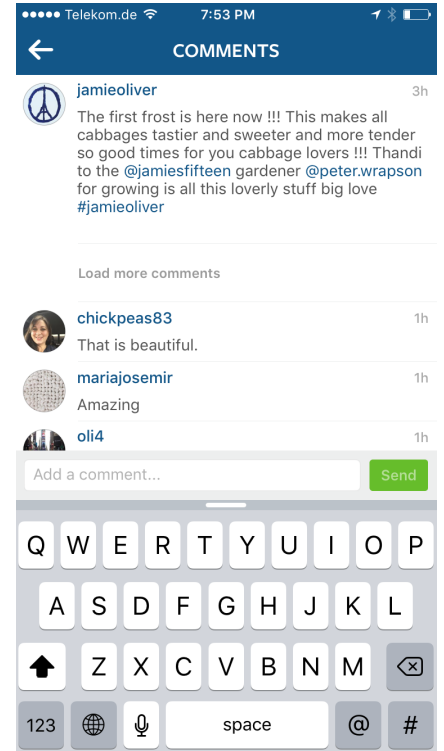 Telekom.de 7:53 PM
COMMENTS
jamieoliver 3h
The first frost is here now !!! This makes all
cabbages tastier and sweeter and more tender
so good times for you cabbage lovers !!! Thandi
to the @jamiesfifteen gardener @peter.wrapson
for growing is all this loverly stuff big love
#jamieoliver
Load more comments
chickpeas83 1h
That is beautiful.
mariajosemir 1h
Amazing
oli4 1h
Add a comment... Send
Q W E R T Y U I O P
A S D F G H J K L
Z X C V B N M
123 space @ #